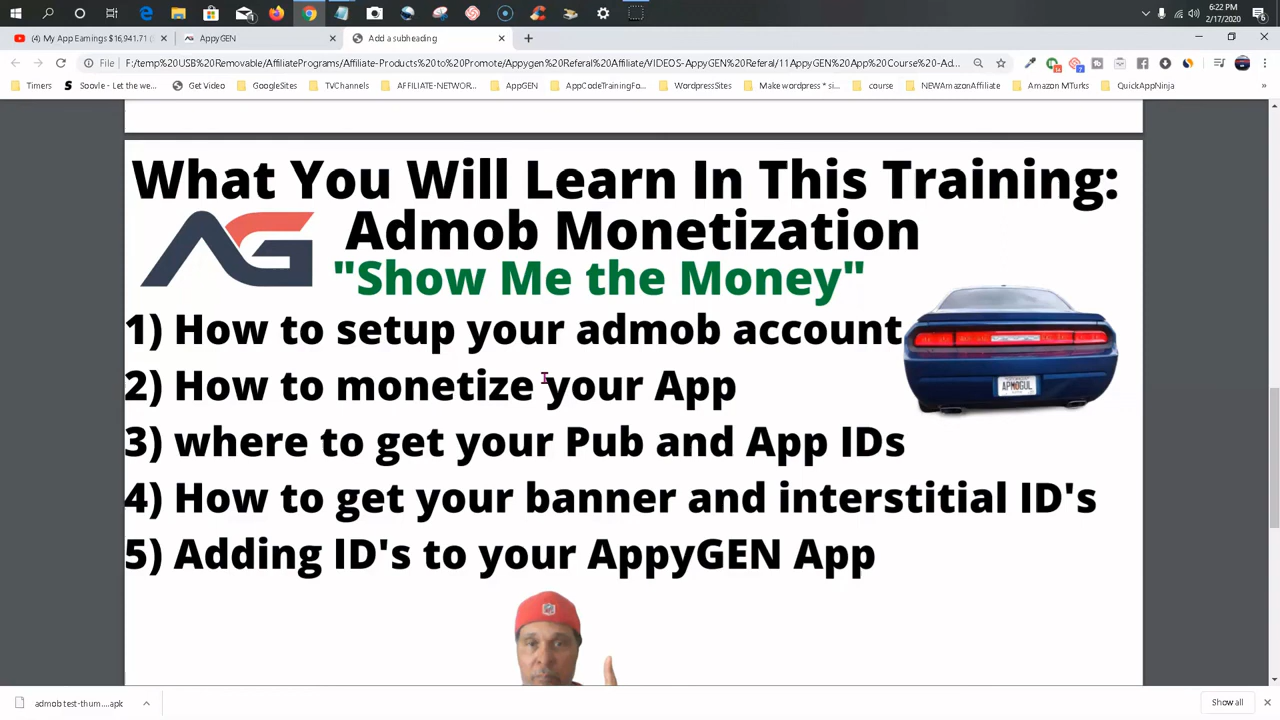 6:22 PM
2/17/2020
(4) My App Earnings $16,941.71 (
AppyGEN
Add a subheading
File
F:/temp%20USB%20Removable/AffiliatePrograms/Affiliate-Products%20to%20Promote/Appygen%20Referal%20Affiliate/VIDEOS-AppyGEN%20Referal/11AppyGEN%20App%20Course%20-Ad...
Timers
Soovle - Let the we...
Get Video
GoogleSites
TVChannels
AFFILIATE-NETWOR...
AppGEN
AppCodeTrainingFo...
WordpressSites
Make wordpress * si...
course
NEWAmazonAffiliate
Amazon MTurks
QuickAppNinja
What You Will Learn In This Training:
AG
Admob Monetization
"Show Me the Money"
1) How to setup your admob account
2) How to monetize your App
APMOGUL
3) where to get your Pub and App IDs
4) How to get your banner and interstitial ID's
5) Adding ID's to your AppyGEN App
admob test-thum....apk
Show all